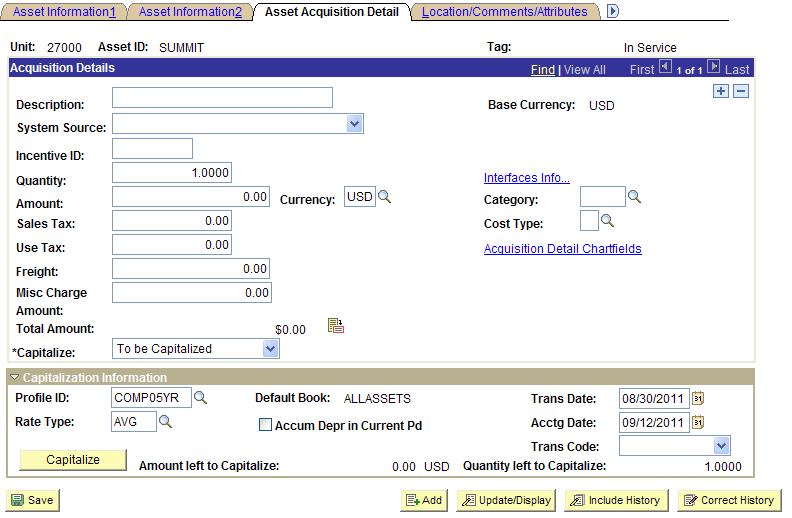 Asset Information1 Asset Information2 Asset Acquisition Detail Location/Comments/Attributes
Unit: 27000 Asset ID: SUMMIT Tag: In Service
Acquisition Details Find | View All First 1 of 1 Last
Description: Base Currency: USD
System Source:
Incentive ID:
Quantity: 1.0000 Interfaces Info...
Amount: 0.00 Currency: USD Category:
Sales Tax: 0.00 Cost Type:
Use Tax: 0.00 Acquisition Detail Chartfields
Freight: 0.00
Misc Charge 0.00
Amount:
Total Amount: $0.00
*Capitalize: To be Capitalized
Capitalization Information
Profile ID: COMP05YR Default Book: ALLASSETS Trans Date: 08/30/2011
Rate Type: AVG Accum Depr in Current Pd Acctg Date: 09/12/2011
Trans Code:
Capitalize Amount left to Capitalize: 0.00 USD Quantity left to Capitalize: 1.0000
Save Add Update/Display Include History Correct History